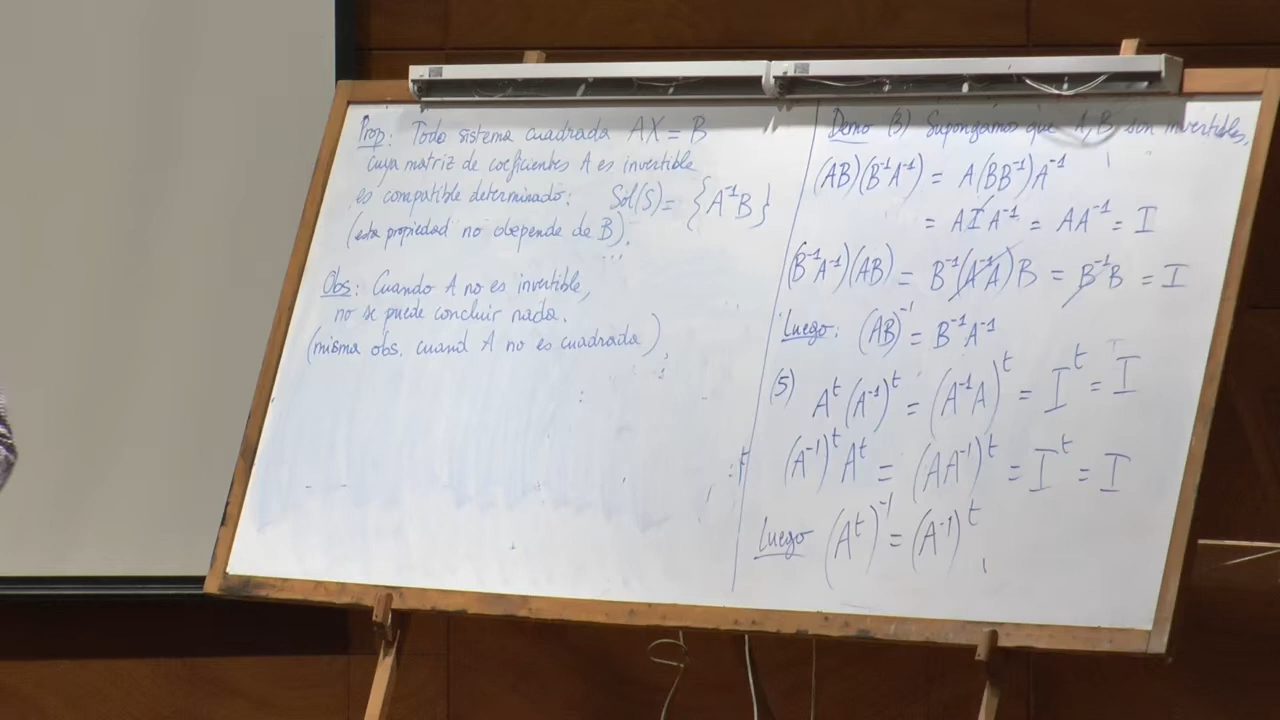 Prop: Todo sistema cuadrada AX = B
cuya matriz de coeficientes A es invertible
es compatible determinado: Sol(S) = {A⁻¹B}
(esta propiedad no depende de B).
Obs: Cuando A no es invertible,
no se puede concluir nada.
(misma obs. cuand A no es cuadrada),
Demo (3) Supongamos que A, B son invertibles,
(AB)(B⁻¹A⁻¹) = A(BB⁻¹)A⁻¹
= AIA⁻¹ = AA⁻¹ = I
(B⁻¹A⁻¹)(AB) = B⁻¹(A⁻¹A)B = B⁻¹B = I
Luego: (AB)⁻¹ = B⁻¹A⁻¹
(5) Aᵗ(A⁻¹)ᵗ = (A⁻¹A)ᵗ = Iᵗ = I
(A⁻¹)ᵗAᵗ = (AA⁻¹)ᵗ = Iᵗ = I
Luego (Aᵗ)⁻¹ = (A⁻¹)ᵗ,